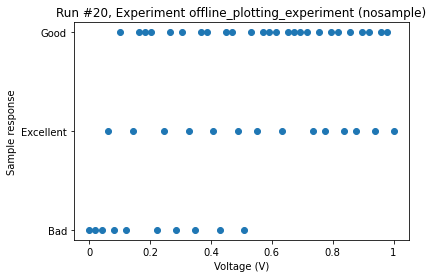 Run #20, Experiment offline_plotting_experiment (nosample)
Good
Excellent
Bad
Sample response
0
0.2
0.4
0.6
0.8
1
Voltage (V)